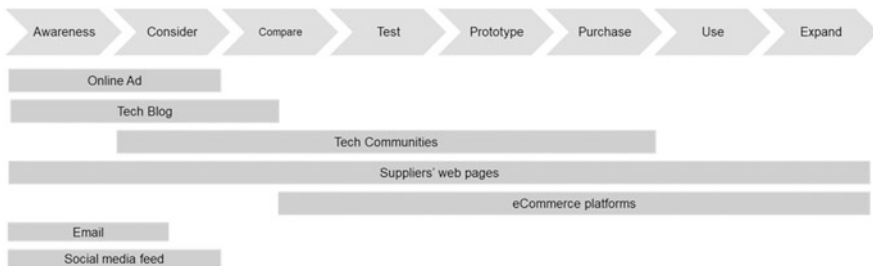 Awareness Consider Compare Test Prototype Purchase Use Expand
Online Ad
Tech Blog
Tech Communities
Suppliers' web pages
eCommerce platforms
Email
Social media feed